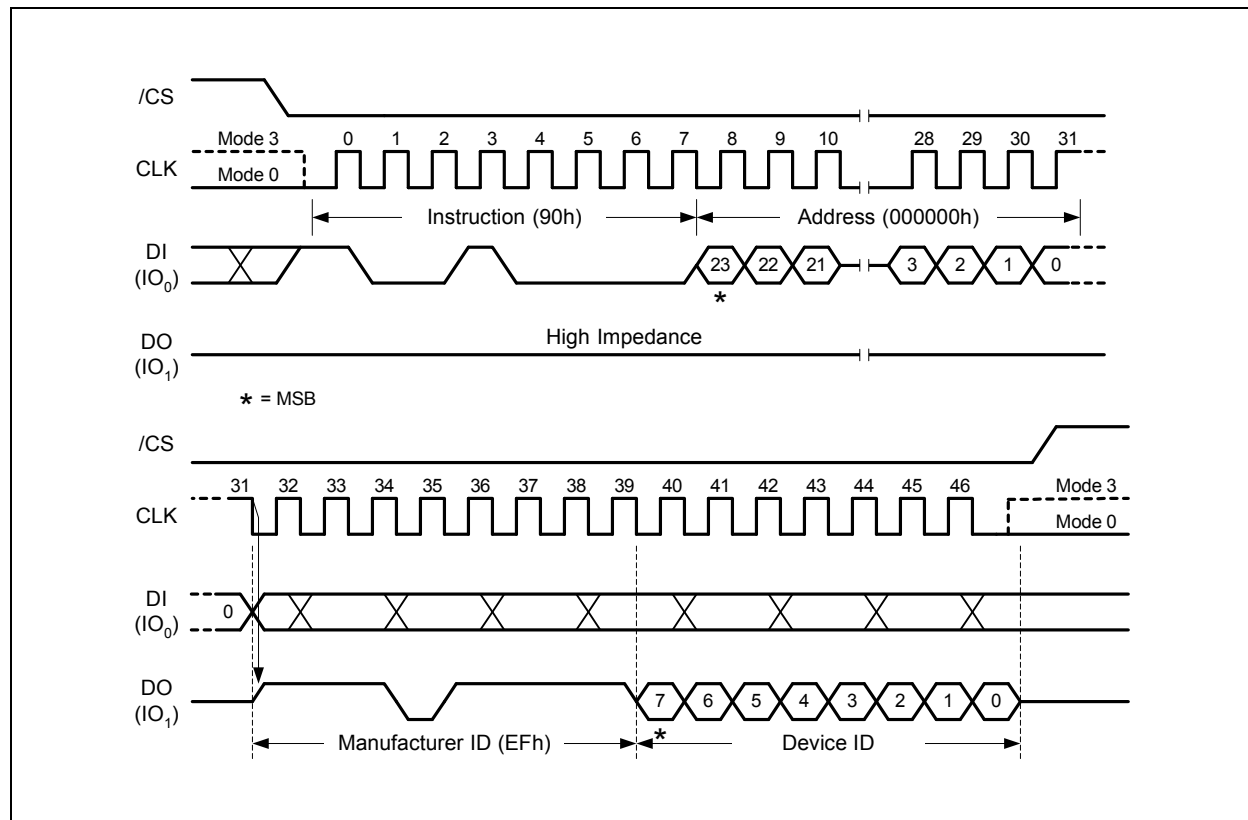 /CS
Mode 3 0 1 2 3 4 5 6 7 8 9 10 28 29 30 31
CLK
Mode 0
Instruction (90h) Address (000000h)
DI
(IO₀)
23 22 21 3 2 1 0
*
High Impedance
DO
(IO₁)
* = MSB
/CS
31 32 33 34 35 36 37 38 39 40 41 42 43 44 45 46 Mode 3
CLK
Mode 0
DI
(IO₀)
0
DO
(IO₁)
7 6 5 4 3 2 1 0
*
Manufacturer ID (EFh) Device ID